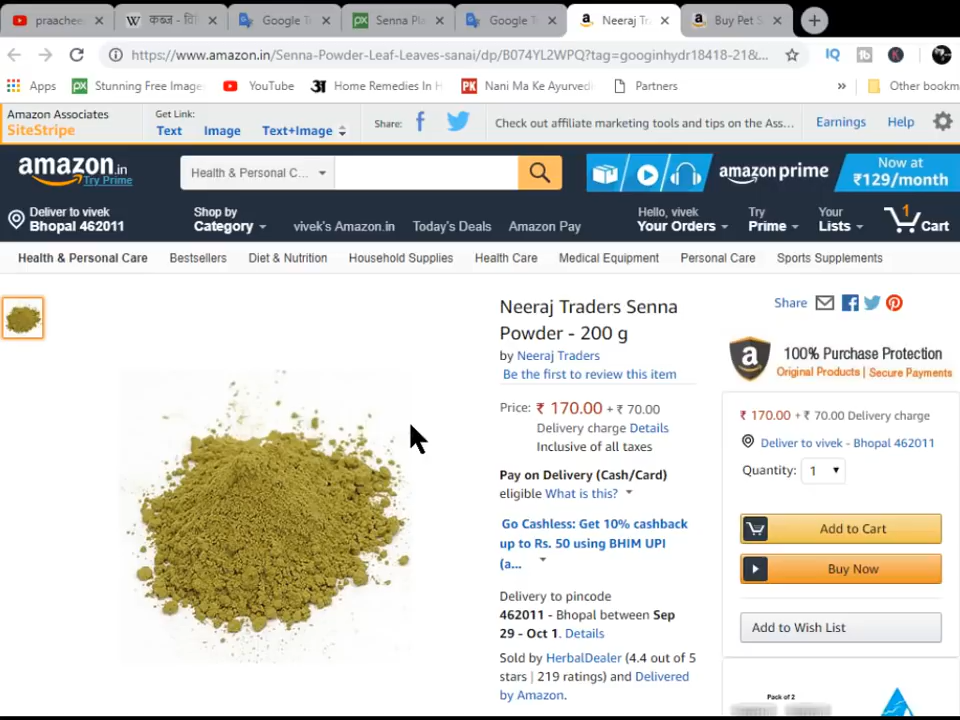 praachee
W कब्ज - वि
Google T
PX Senna Pl
Google T
a Neeraj Tr
a Buy Pet S
https://www.amazon.in/Senna-Powder-Leaf-Leaves-sanai/dp/B074YL2WPQ?tag=googinhydr18418-21&...
IQ
Apps
PX Stunning Free Images
YouTube
Home Remedies In H
PK Nani Ma Ke Ayurved
Partners
»
Other bookm
Amazon Associates
SiteStripe
Get Link:
Text Image Text+Image
Share:
Check out affiliate marketing tools and tips on the Ass...
Earnings Help
amazon.in
Try Prime
Health & Personal C...
amazon prime
Now at
₹129/month
Deliver to vivek
Bhopal 462011
Shop by
Category
vivek's Amazon.in Today's Deals Amazon Pay
Hello, vivek
Your Orders
Try
Prime
Your
Lists
1
Cart
Health & Personal Care Bestsellers Diet & Nutrition Household Supplies Health Care Medical Equipment Personal Care Sports Supplements
Neeraj Traders Senna
Powder - 200 g
by Neeraj Traders
Be the first to review this item
Price: ₹ 170.00 + ₹ 70.00
Delivery charge Details
Inclusive of all taxes
Pay on Delivery (Cash/Card)
eligible What is this?
Go Cashless: Get 10% cashback
up to Rs. 50 using BHIM UPI
(a...
Delivery to pincode
462011 - Bhopal between Sep
29 - Oct 1. Details
Sold by HerbalDealer (4.4 out of 5
stars | 219 ratings) and Delivered
by Amazon.
Share
a
100% Purchase Protection
Original Products | Secure Payments
₹ 170.00 + ₹ 70.00 Delivery charge
Deliver to vivek - Bhopal 462011
Quantity: 1
Add to Cart
Buy Now
Add to Wish List
Pack of 2